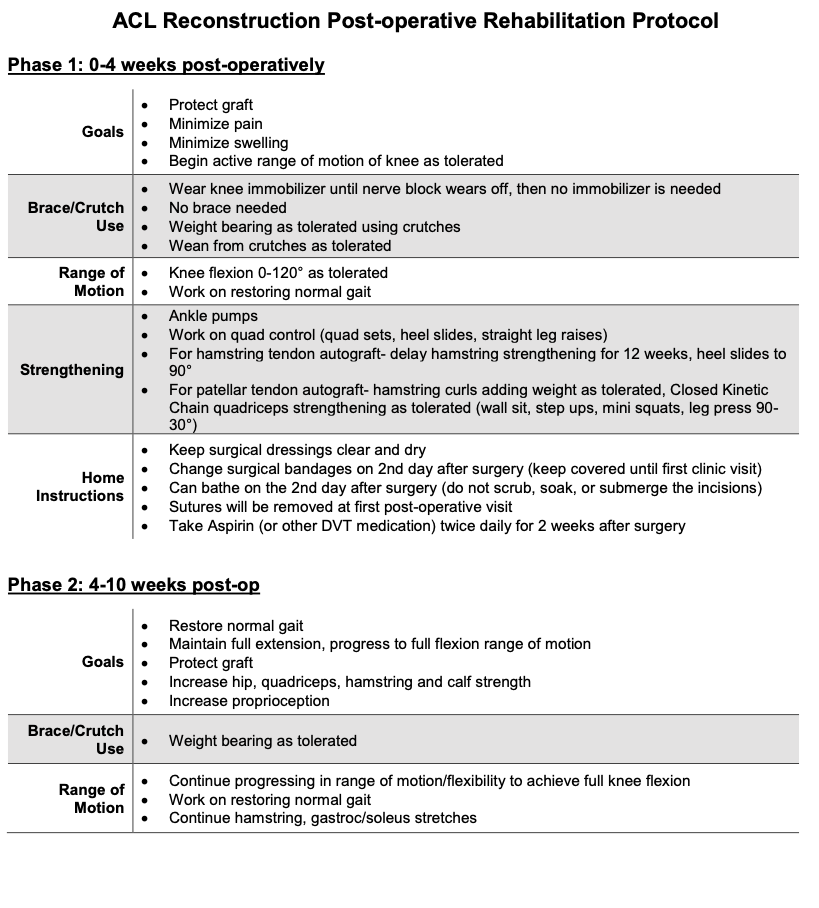 ACL Reconstruction Post-operative Rehabilitation Protocol
Phase 1: 0-4 weeks post-operatively
Goals
• Protect graft
• Minimize pain
• Minimize swelling
• Begin active range of motion of knee as tolerated
Brace/Crutch
Use
• Wear knee immobilizer until nerve block wears off, then no immobilizer is needed
• No brace needed
• Weight bearing as tolerated using crutches
• Wean from crutches as tolerated
Range of
Motion
• Knee flexion 0-120° as tolerated
• Work on restoring normal gait
Strengthening
• Ankle pumps
• Work on quad control (quad sets, heel slides, straight leg raises)
• For hamstring tendon autograft- delay hamstring strengthening for 12 weeks, heel slides to
90°
• For patellar tendon autograft- hamstring curls adding weight as tolerated, Closed Kinetic
Chain quadriceps strengthening as tolerated (wall sit, step ups, mini squats, leg press 90-
30°)
Home
Instructions
• Keep surgical dressings clear and dry
• Change surgical bandages on 2nd day after surgery (keep covered until first clinic visit)
• Can bathe on the 2nd day after surgery (do not scrub, soak, or submerge the incisions)
• Sutures will be removed at first post-operative visit
• Take Aspirin (or other DVT medication) twice daily for 2 weeks after surgery
Phase 2: 4-10 weeks post-op
Goals
• Restore normal gait
• Maintain full extension, progress to full flexion range of motion
• Protect graft
• Increase hip, quadriceps, hamstring and calf strength
• Increase proprioception
Brace/Crutch
Use
• Weight bearing as tolerated
Range of
Motion
• Continue progressing in range of motion/flexibility to achieve full knee flexion
• Work on restoring normal gait
• Continue hamstring, gastroc/soleus stretches